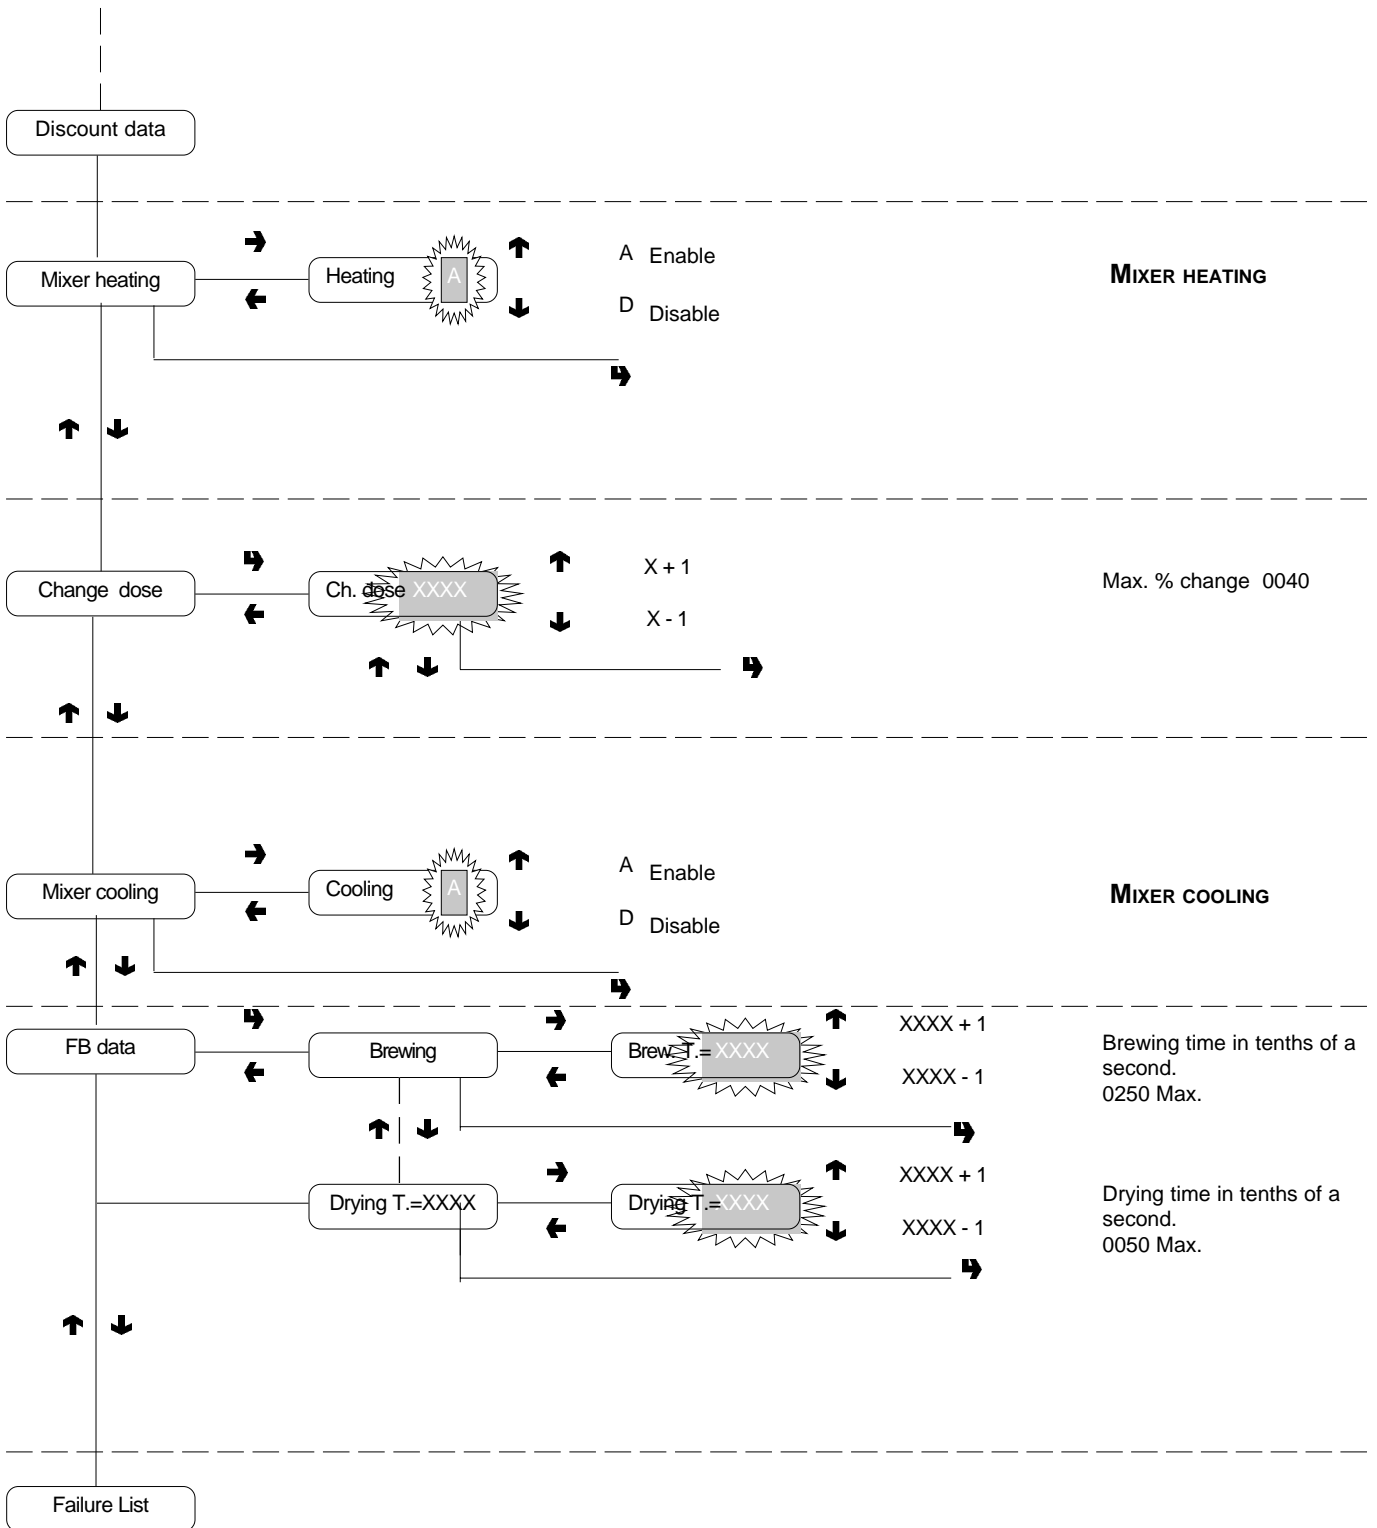 Discount data
Mixer heating
Heating A
A Enable
D Disable
MIXER HEATING
Change dose
Ch. dose XXXX
X + 1
X - 1
Max. % change 0040
Mixer cooling
Cooling A
A Enable
D Disable
MIXER COOLING
FB data
Brewing
Brew. T.= XXXX
XXXX + 1
XXXX - 1
Brewing time in tenths of a
second.
0250 Max.
Drying T.=XXXX
Drying T.=XXXX
XXXX + 1
XXXX - 1
Drying time in tenths of a
second.
0050 Max.
Failure List